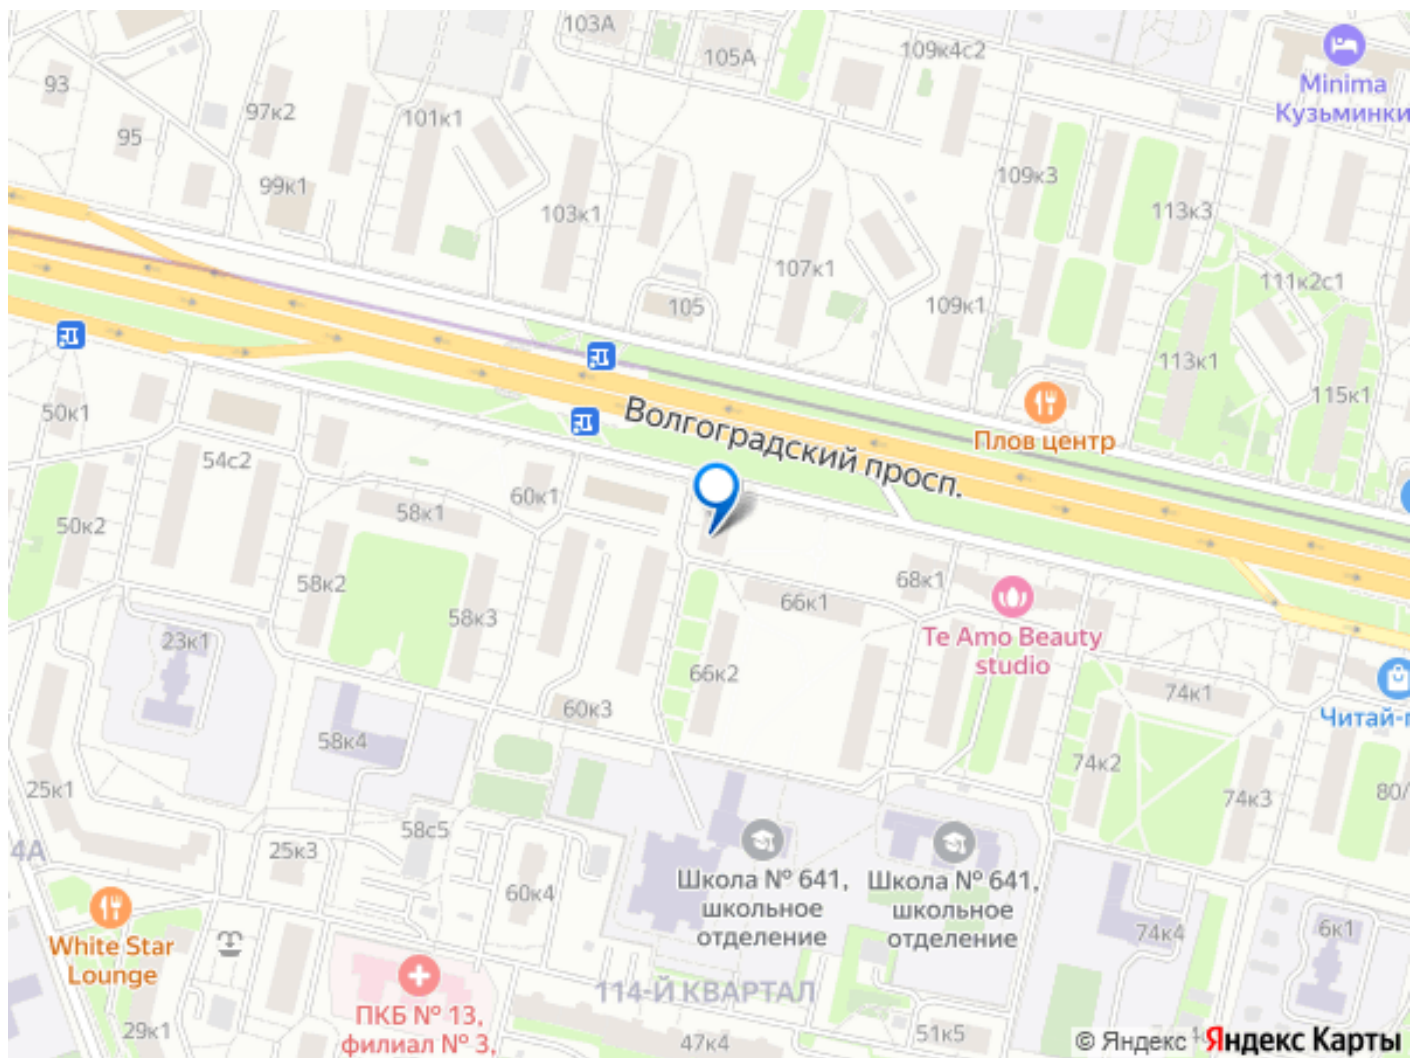 103А
109к4с2
105А
Minima
Кузьминки
93
97к2
101к1
95
99к1
103к1
109к3
113к3
107к1
111к2с1
105
109к1
113к1
115к1
50к1
Волгоградский просп.
Плов центр
54с2
60к1
58к1
50к2
58к2
68к1
66к1
58к3
23к1
Te Amo Beauty
studio
66к2
74к1
60к3
Читай-г
58к4
74к2
25к1
74к3
80/
58с5
4А
25к3
60к4
Школа № 641,
школьное
отделение
Школа № 641,
школьное
отделение
White Star
Lounge
74к4
6к1
114-Й КВАРТАЛ
ПКБ № 13,
филиал № 3,
29к1
47к4
51к5
© Яндекс Яндекс Карты